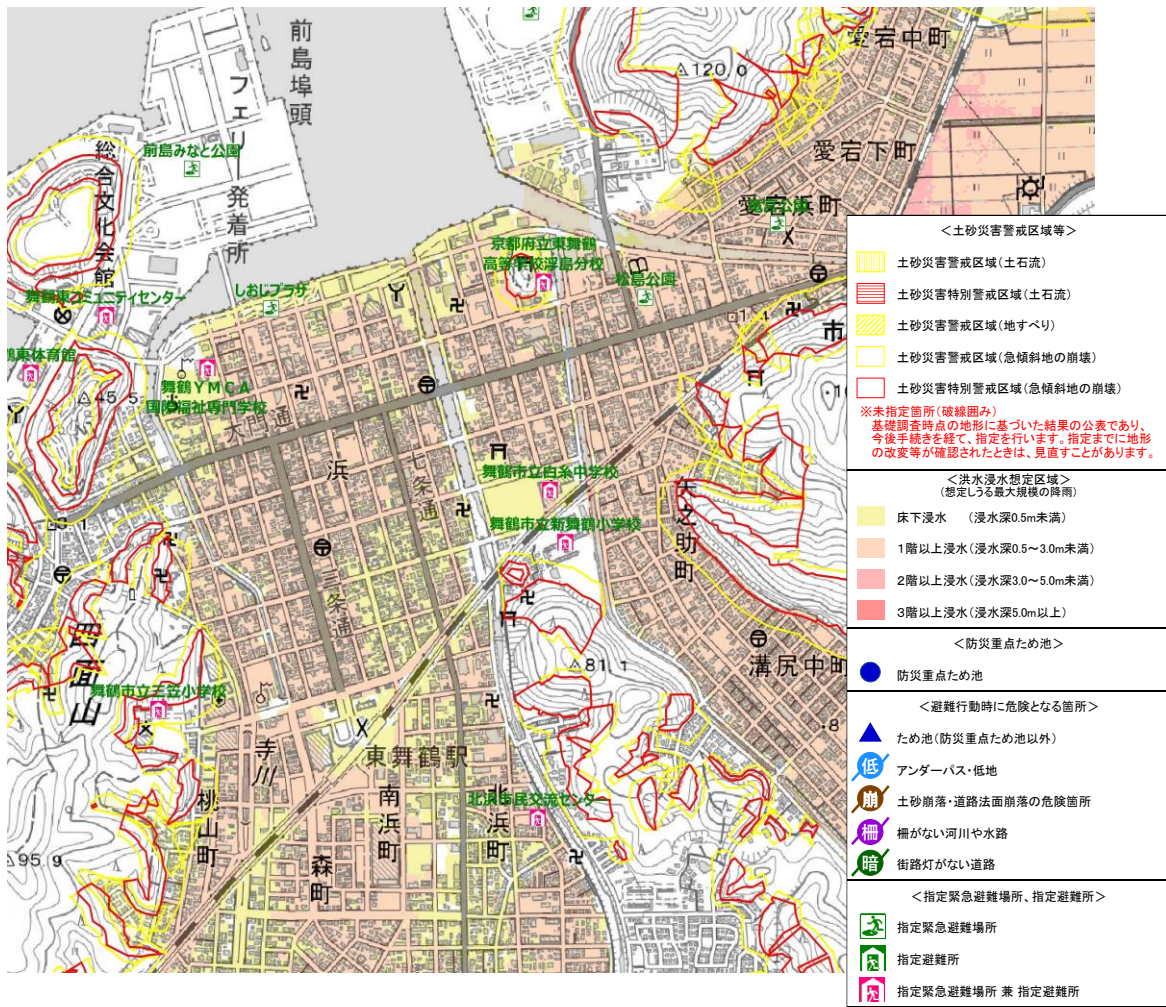 前島埠頭
フェリー発着所
愛宕中町
120.0
愛宕下町
前島みなと公園
総合文化会館
愛宕浜町
京都府立東舞鶴
高等学校浮島分校
松島公園
舞鶴東コミュニティセンター
しおじプラザ
鶴東体育館
舞鶴YMCA
国際福祉専門学校
45.5
大門通
浜
七条通
三条通
市
舞鶴市立白糸中学校
舞鶴市立新舞鶴小学校
矢之助町
四面山
81.1
溝尻中町
舞鶴市立三笠小学校
寺川
東舞鶴駅
北浜市民交流センター
桃山町
南浜町
北浜町
森町
95.9
<土砂災害警戒区域等>
土砂災害警戒区域(土石流)
土砂災害特別警戒区域(土石流)
土砂災害警戒区域(地すべり)
土砂災害警戒区域(急傾斜地の崩壊)
土砂災害特別警戒区域(急傾斜地の崩壊)
※未指定箇所(破線囲み)
基礎調査時点の地形に基づいた結果の公表であり、
今後手続きを経て、指定を行います。指定までに地形
の改変等が確認されたときは、見直すことがあります。
<洪水浸水想定区域>
(想定しうる最大規模の降雨)
床下浸水 (浸水深0.5m未満)
1階以上浸水(浸水深0.5~3.0m未満)
2階以上浸水(浸水深3.0~5.0m未満)
3階以上浸水(浸水深5.0m以上)
<防災重点ため池>
防災重点ため池
<避難行動時に危険となる箇所>
ため池(防災重点ため池以外)
低 アンダーパス・低地
崩 土砂崩落・道路法面崩落の危険箇所
柵 柵がない河川や水路
暗 街路灯がない道路
<指定緊急避難場所、指定避難所>
指定緊急避難場所
指定避難所
指定緊急避難場所 兼 指定避難所